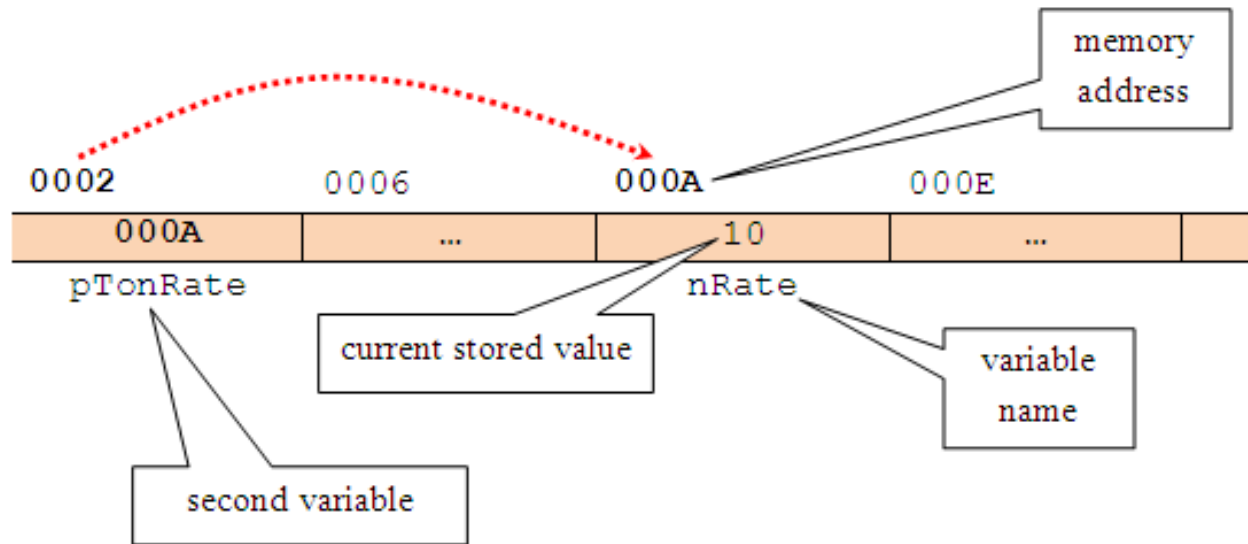 memory
address
0002 0006 000A 000E
000A … 10 …
pTonRate nRate
current stored value
variable
name
second variable